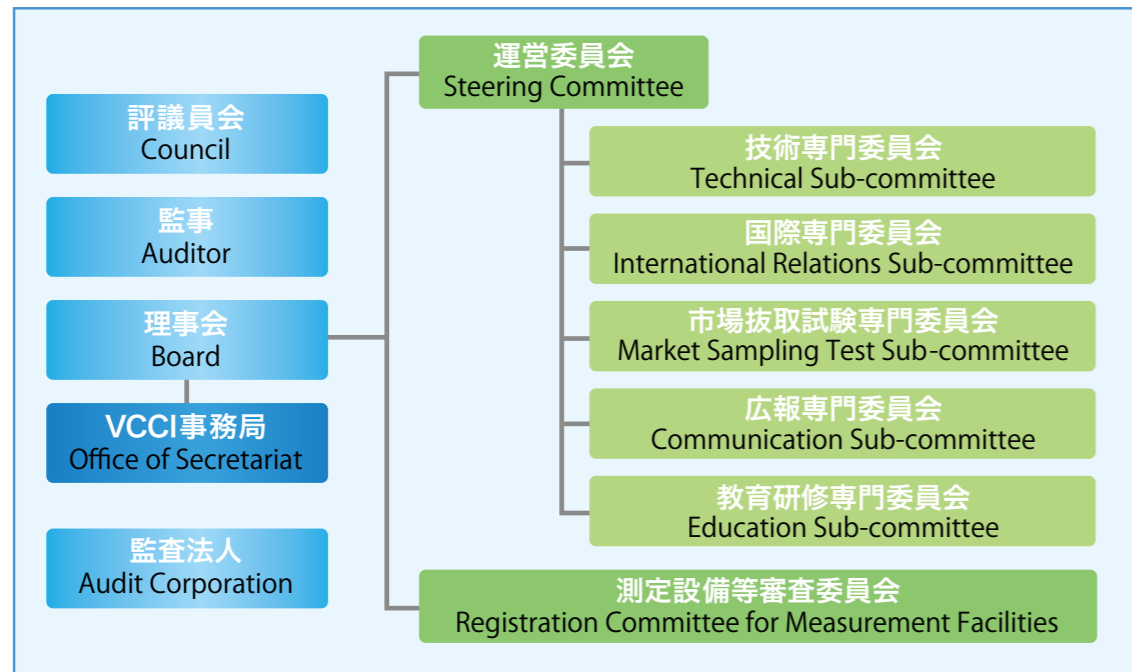 評議員会
Council
監事
Auditor
理事会
Board
VCCI事務局
Office of Secretariat
監査法人
Audit Corporation
運営委員会
Steering Committee
技術専門委員会
Technical Sub-committee
国際専門委員会
International Relations Sub-committee
市場抜取試験専門委員会
Market Sampling Test Sub-committee
広報専門委員会
Communication Sub-committee
教育研修専門委員会
Education Sub-committee
測定設備等審査委員会
Registration Committee for Measurement Facilities